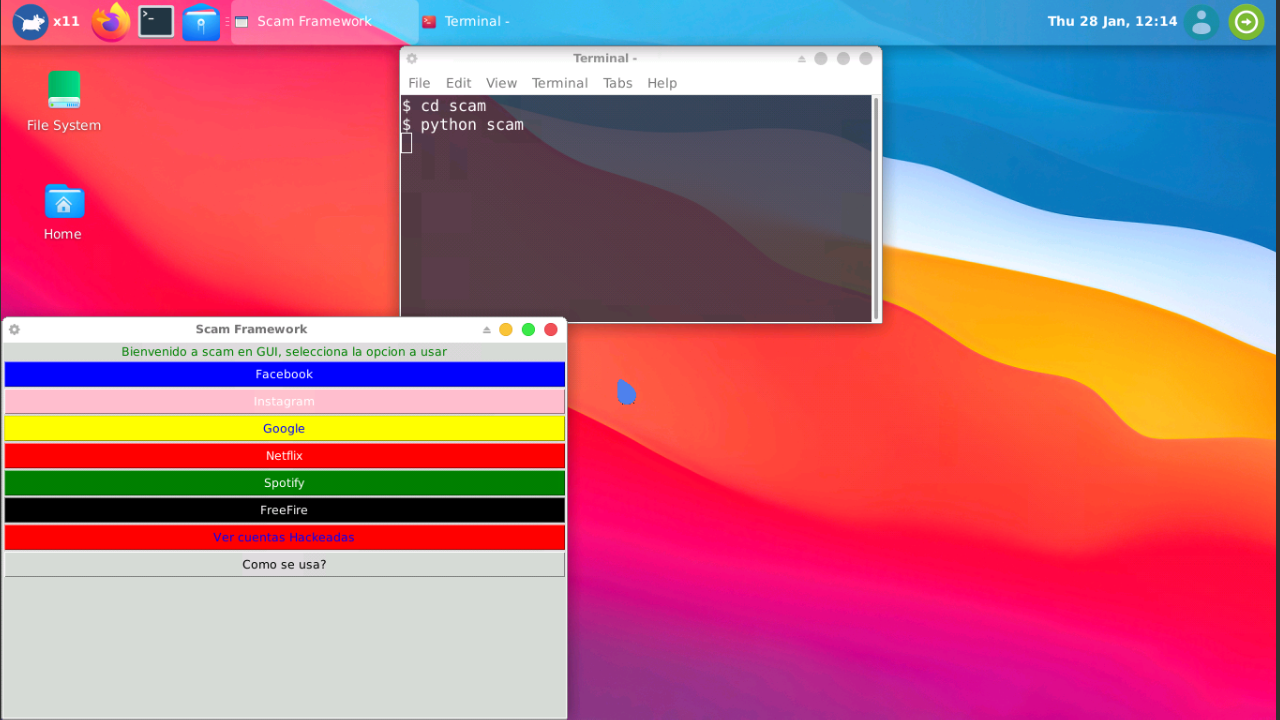 x11
Scam Framework
Terminal -
Thu 28 Jan, 12:14
File System
Home
Terminal -
File Edit View Terminal Tabs Help
$ cd scam
$ python scam
Scam Framework
Bienvenido a scam en GUI, selecciona la opcion a usar
Facebook
Instagram
Google
Netflix
Spotify
FreeFire
Ver cuentas Hackeadas
Como se usa?